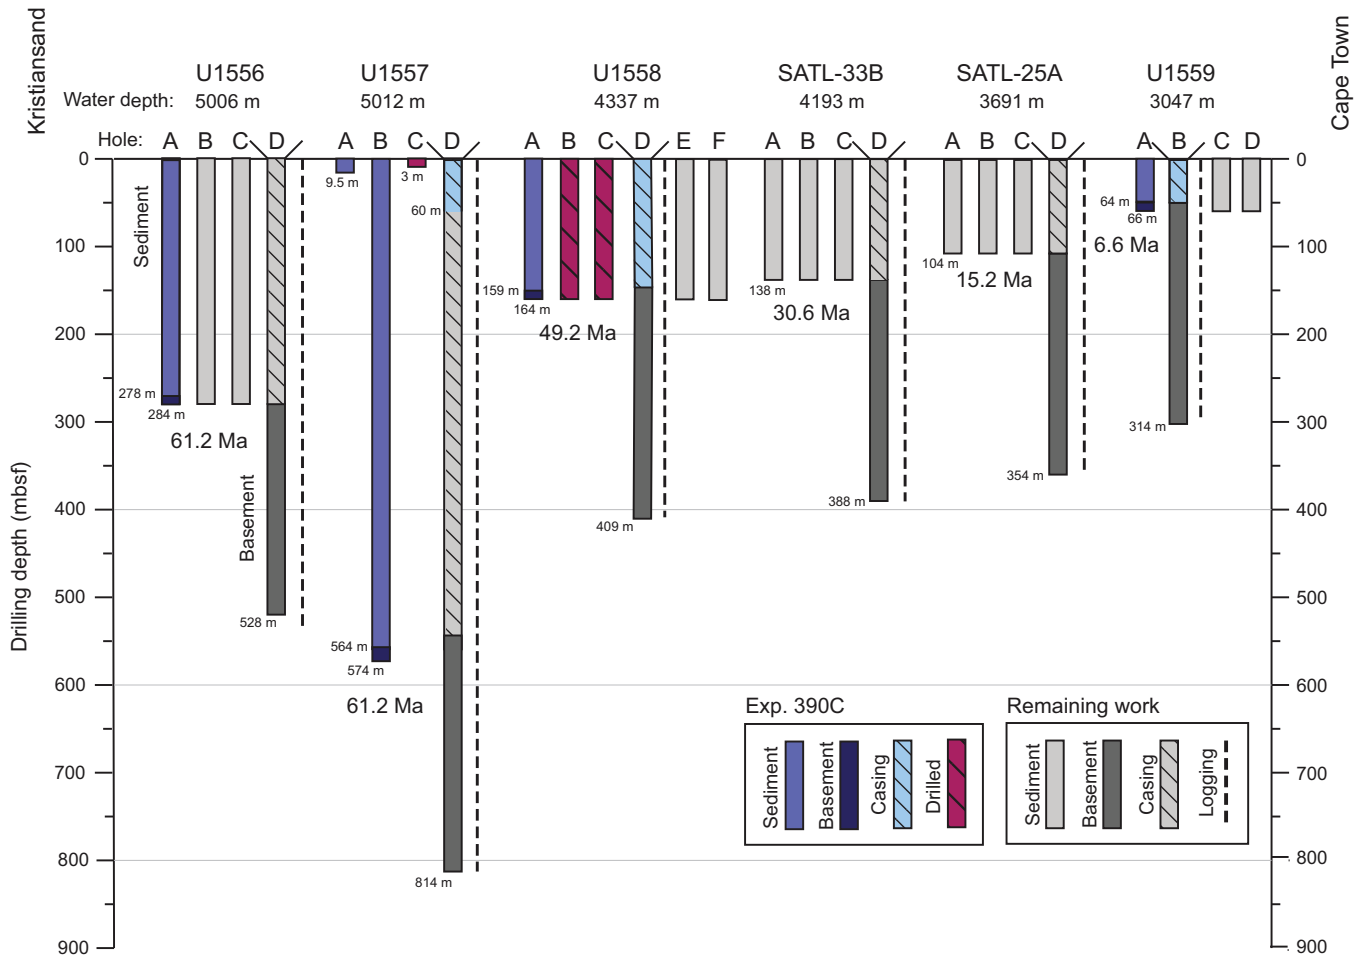 Kristiansand
Cape Town
U1556 U1557 U1558 SATL-33B SATL-25A U1559
Water depth: 5006 m 5012 m 4337 m 4193 m 3691 m 3047 m
Hole: A B C D A B C D A B C D E F A B C D A B C D A B C D
Drilling depth (mbsf)
0
100
200
300
400
500
600
700
800
900
0
100
200
300
400
500
600
700
800
900
Sediment
278 m
284 m
61.2 Ma
Basement
528 m
9.5 m
3 m
60 m
564 m
574 m
61.2 Ma
814 m
159 m
164 m
49.2 Ma
409 m
138 m
30.6 Ma
388 m
104 m
15.2 Ma
354 m
64 m
66 m
6.6 Ma
314 m
Exp. 390C
Sediment
Basement
Casing
Drilled
Remaining work
Sediment
Basement
Casing
Logging